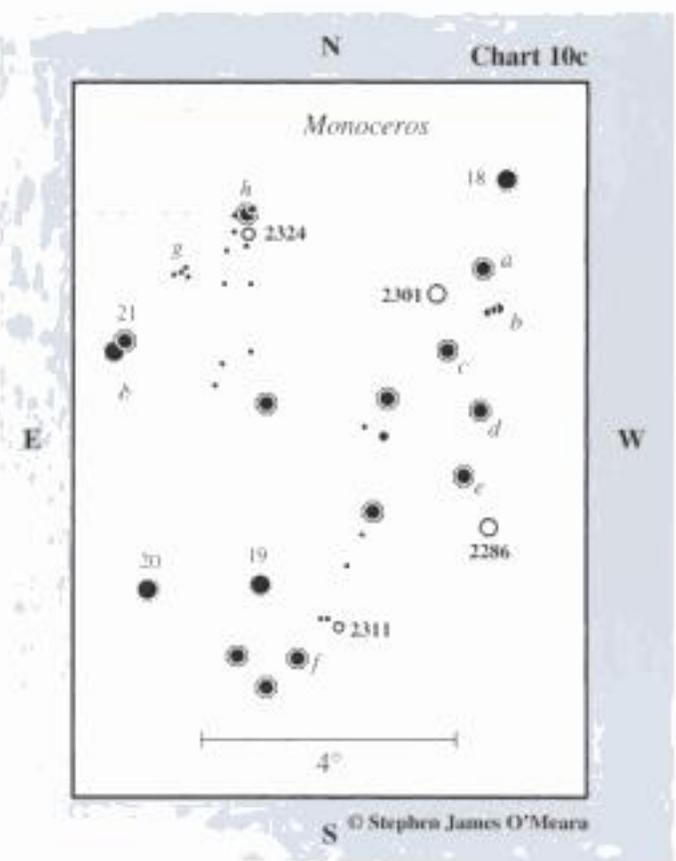 N
Chart 10c
Monoceros
18
h
2324
a
g
2301
b
21
c
b
d
E
W
e
2286
20
19
2311
f
4°
S
© Stephen James O'Meara